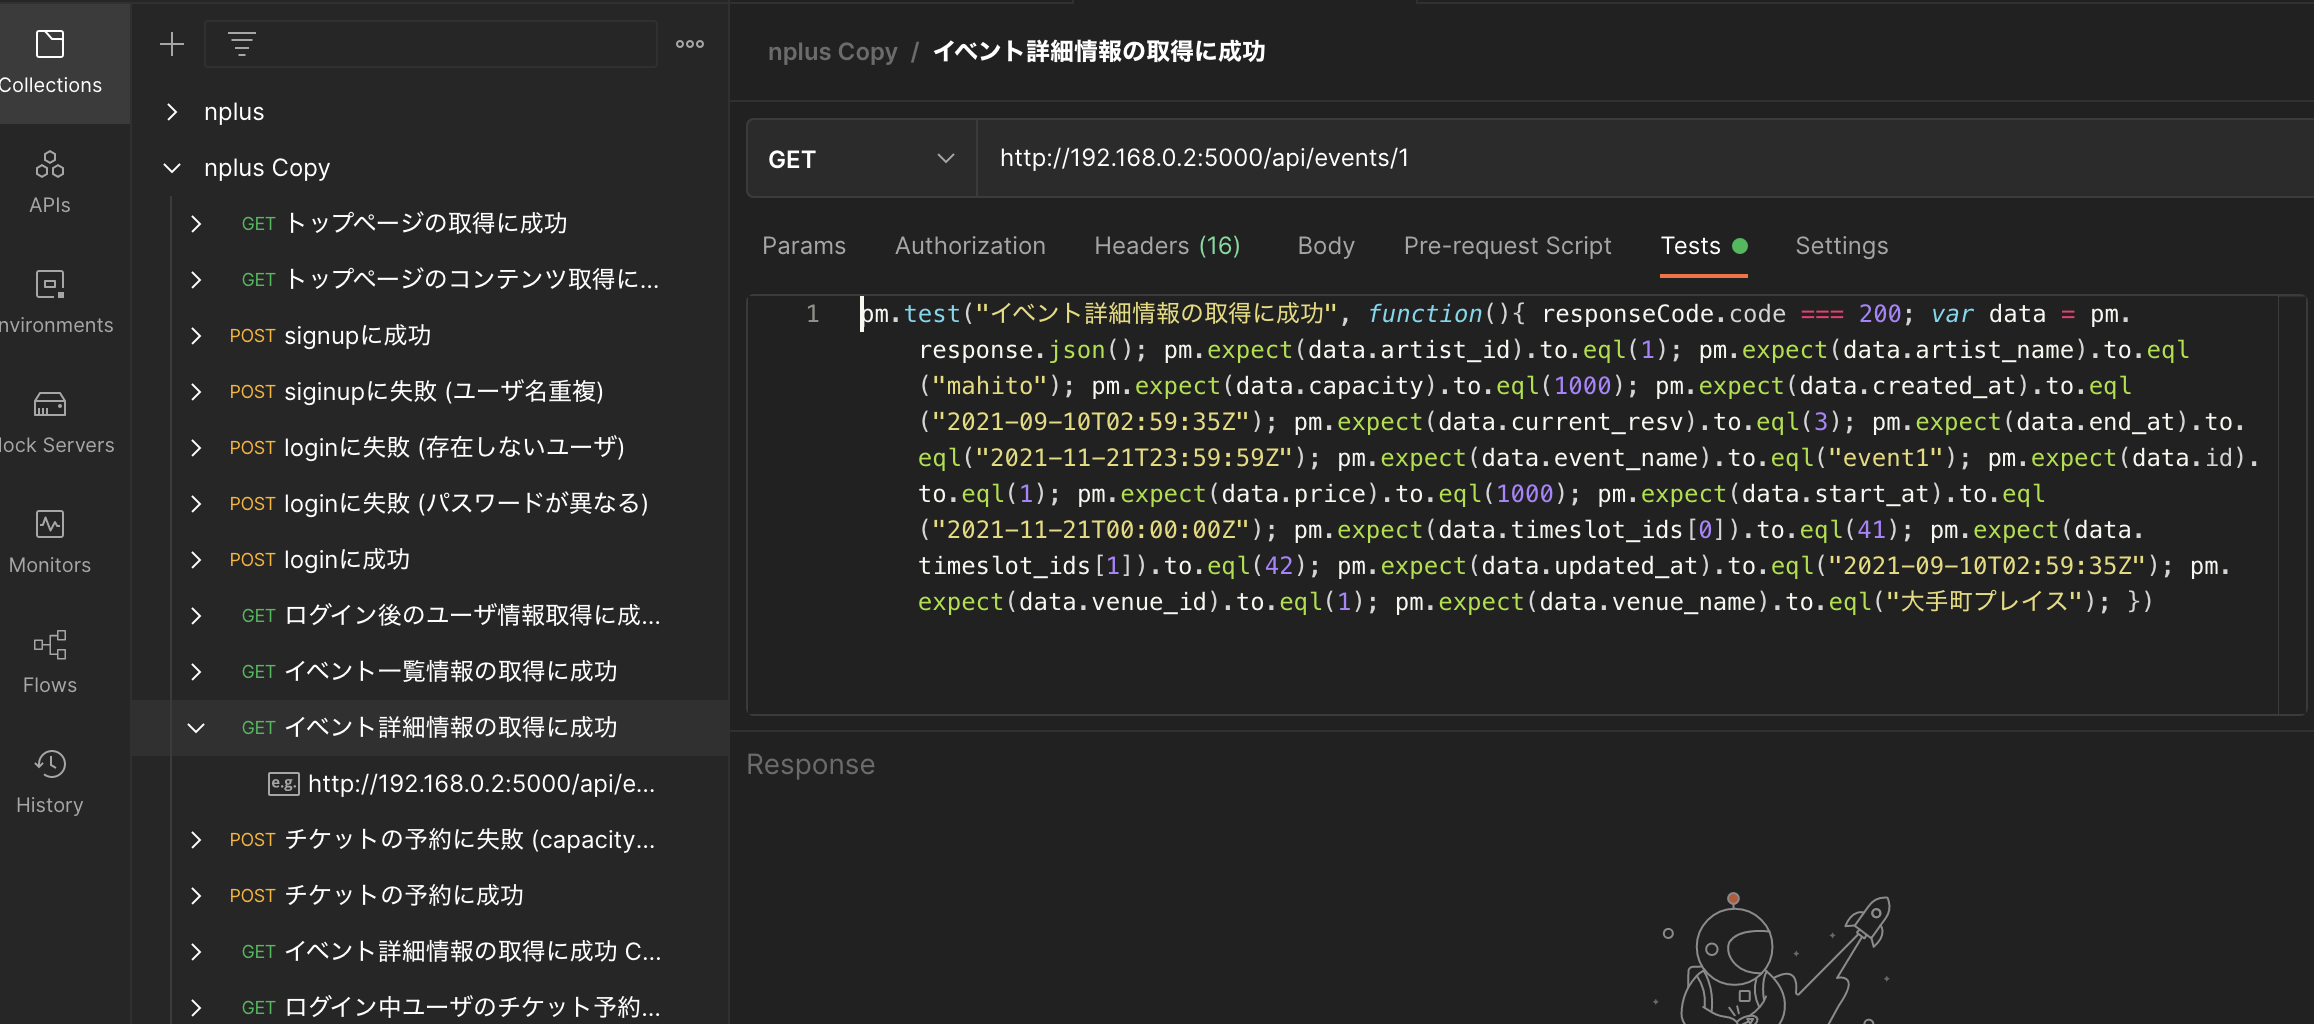 Collections
APIs
nvironments
lock Servers
Monitors
Flows
History
nplus
nplus Copy
GET トップページの取得に成功
GET トップページのコンテンツ取得に...
POST signupに成功
POST siginupに失敗 (ユーザ名重複)
POST loginに失敗 (存在しないユーザ)
POST loginに失敗 (パスワードが異なる)
POST loginに成功
GET ログイン後のユーザ情報取得に成...
GET イベント一覧情報の取得に成功
GET イベント詳細情報の取得に成功
e.g. http://192.168.0.2:5000/api/e...
POST チケットの予約に失敗 (capacity...
POST チケットの予約に成功
GET イベント詳細情報の取得に成功 C...
GET ログイン中ユーザのチケット予約...
nplus Copy / イベント詳細情報の取得に成功
GET http://192.168.0.2:5000/api/events/1
Params Authorization Headers (16) Body Pre-request Script Tests Settings
1 pm.test("イベント詳細情報の取得に成功", function(){ responseCode.code === 200; var data = pm.
response.json(); pm.expect(data.artist_id).to.eql(1); pm.expect(data.artist_name).to.eql
("mahito"); pm.expect(data.capacity).to.eql(1000); pm.expect(data.created_at).to.eql
("2021-09-10T02:59:35Z"); pm.expect(data.current_resv).to.eql(3); pm.expect(data.end_at).to.
eql("2021-11-21T23:59:59Z"); pm.expect(data.event_name).to.eql("event1"); pm.expect(data.id).
to.eql(1); pm.expect(data.price).to.eql(1000); pm.expect(data.start_at).to.eql
("2021-11-21T00:00:00Z"); pm.expect(data.timeslot_ids[0]).to.eql(41); pm.expect(data.
timeslot_ids[1]).to.eql(42); pm.expect(data.updated_at).to.eql("2021-09-10T02:59:35Z"); pm.
expect(data.venue_id).to.eql(1); pm.expect(data.venue_name).to.eql("大手町プレイス"); })
Response